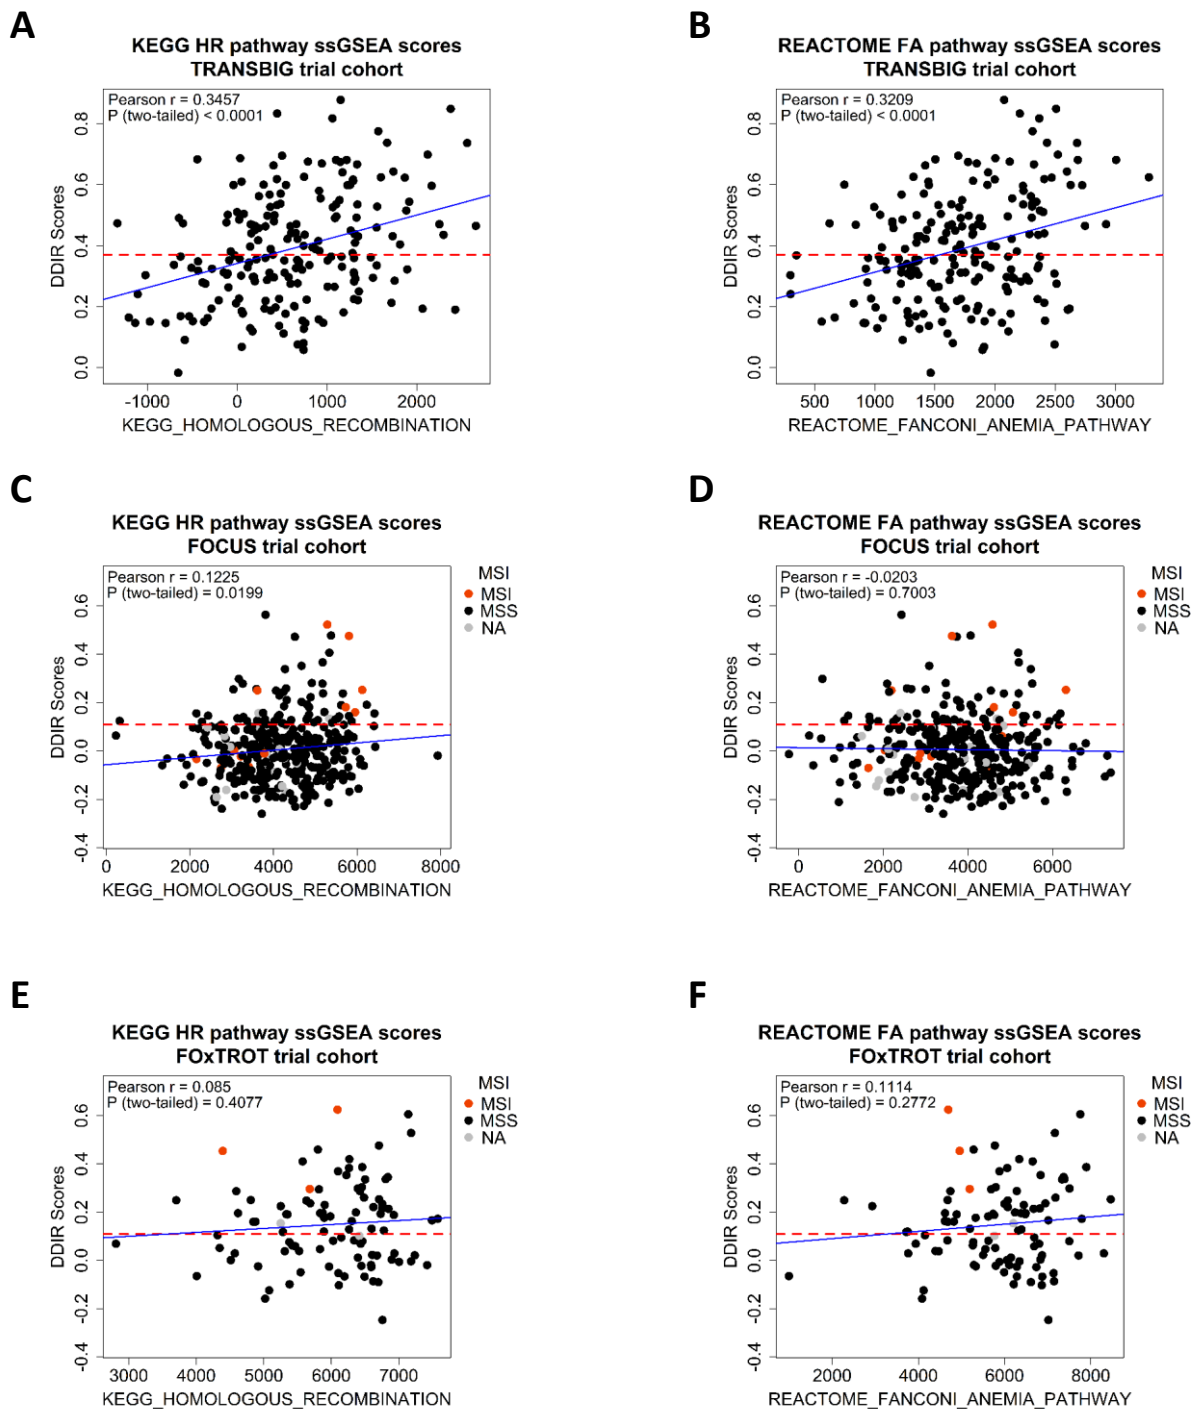 A
KEGG HR pathway ssGSEA scores
TRANSBIG trial cohort
Pearson r = 0.3457
P (two-tailed) < 0.0001
DDIR Scores
0.8
0.6
0.4
0.2
0.0
-1000 0 1000 2000
KEGG_HOMOLOGOUS_RECOMBINATION
B
REACTOME FA pathway ssGSEA scores
TRANSBIG trial cohort
Pearson r = 0.3209
P (two-tailed) < 0.0001
DDIR Scores
0.8
0.6
0.4
0.2
0.0
500 1000 1500 2000 2500 3000
REACTOME_FANCONI_ANEMIA_PATHWAY
C
KEGG HR pathway ssGSEA scores
FOCUS trial cohort
Pearson r = 0.1225
P (two-tailed) = 0.0199
MSI
MSI
MSS
NA
DDIR Scores
0.6
0.4
0.2
0.0
-0.2
-0.4
0 2000 4000 6000 8000
KEGG_HOMOLOGOUS_RECOMBINATION
D
REACTOME FA pathway ssGSEA scores
FOCUS trial cohort
Pearson r = -0.0203
P (two-tailed) = 0.7003
MSI
MSI
MSS
NA
DDIR Scores
0.6
0.4
0.2
0.0
-0.2
-0.4
0 2000 4000 6000
REACTOME_FANCONI_ANEMIA_PATHWAY
E
KEGG HR pathway ssGSEA scores
FOxTROT trial cohort
Pearson r = 0.085
P (two-tailed) = 0.4077
MSI
MSI
MSS
NA
DDIR Scores
0.6
0.4
0.2
0.0
-0.2
-0.4
3000 4000 5000 6000 7000
KEGG_HOMOLOGOUS_RECOMBINATION
F
REACTOME FA pathway ssGSEA scores
FOxTROT trial cohort
Pearson r = 0.1114
P (two-tailed) = 0.2772
MSI
MSI
MSS
NA
DDIR Scores
0.6
0.4
0.2
0.0
-0.2
-0.4
2000 4000 6000 8000
REACTOME_FANCONI_ANEMIA_PATHWAY